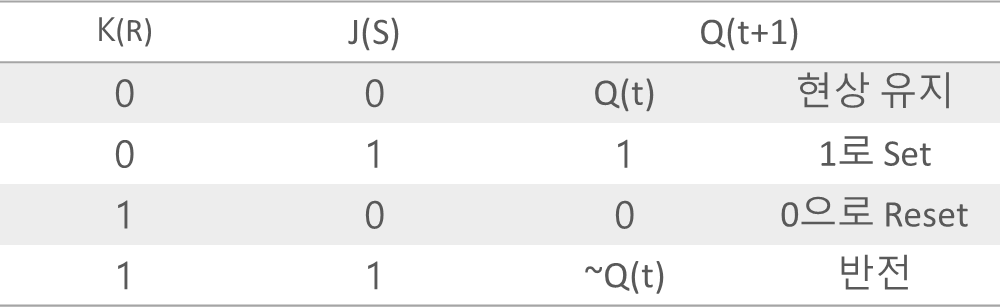 K(R) J(S) Q(t+1)
0 0 Q(t) 현상 유지
0 1 1 1로 Set
1 0 0 0으로 Reset
1 1 ~Q(t) 반전